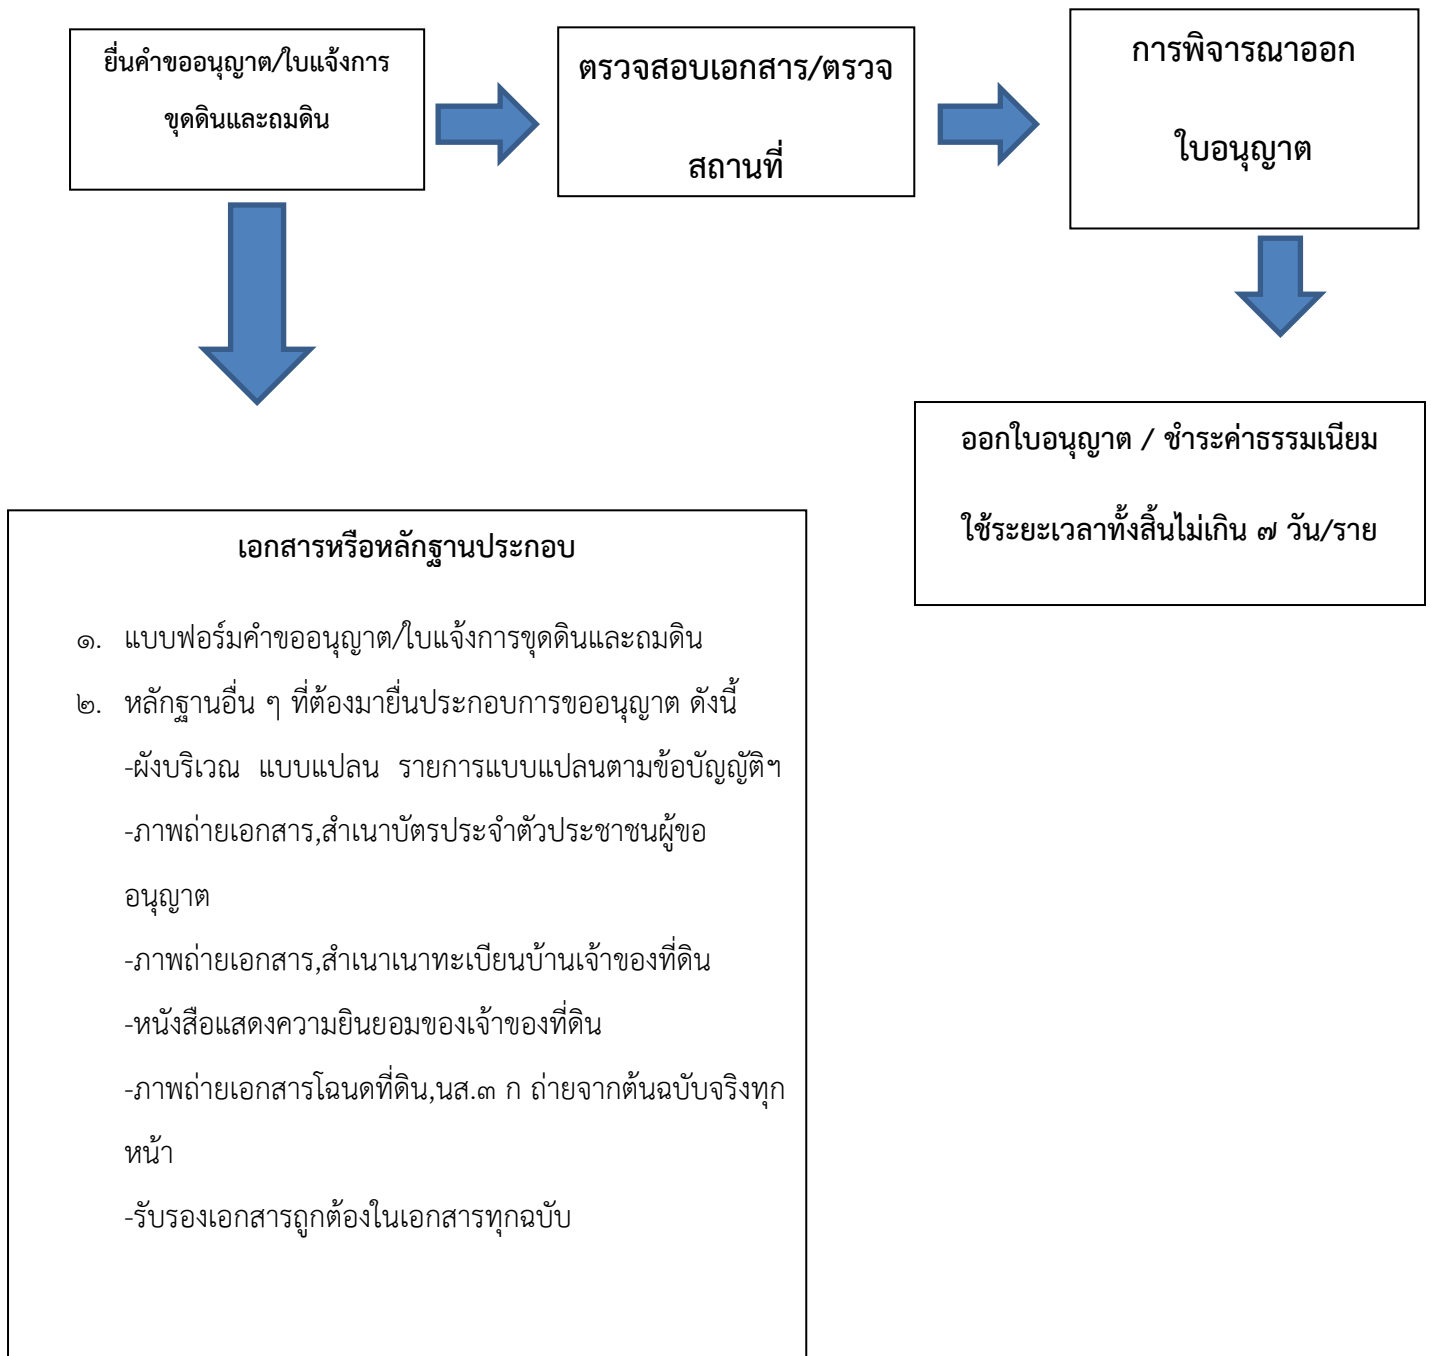 ยื่นคำขออนุญาต/ใบแจ้งการ
ขุดดินและถมดิน
ตรวจสอบเอกสาร/ตรวจ
สถานที่
การพิจารณาออก
ใบอนุญาต
ออกใบอนุญาต / ชำระค่าธรรมเนียม
ใช้ระยะเวลาทั้งสิ้นไม่เกิน ๗ วัน/ราย
เอกสารหรือหลักฐานประกอบ
๑. แบบฟอร์มคำขออนุญาต/ใบแจ้งการขุดดินและถมดิน
๒. หลักฐานอื่น ๆ ที่ต้องมายื่นประกอบการขออนุญาต ดังนี้
-ผังบริเวณ แบบแปลน รายการแบบแปลนตามข้อบัญญัติฯ
-ภาพถ่ายเอกสาร,สำเนาบัตรประจำตัวประชาชนผู้ขอ
อนุญาต
-ภาพถ่ายเอกสาร,สำเนาเนาทะเบียนบ้านเจ้าของที่ดิน
-หนังสือแสดงความยินยอมของเจ้าของที่ดิน
-ภาพถ่ายเอกสารโฉนดที่ดิน,นส.๓ ก ถ่ายจากต้นฉบับจริงทุก
หน้า
-รับรองเอกสารถูกต้องในเอกสารทุกฉบับ